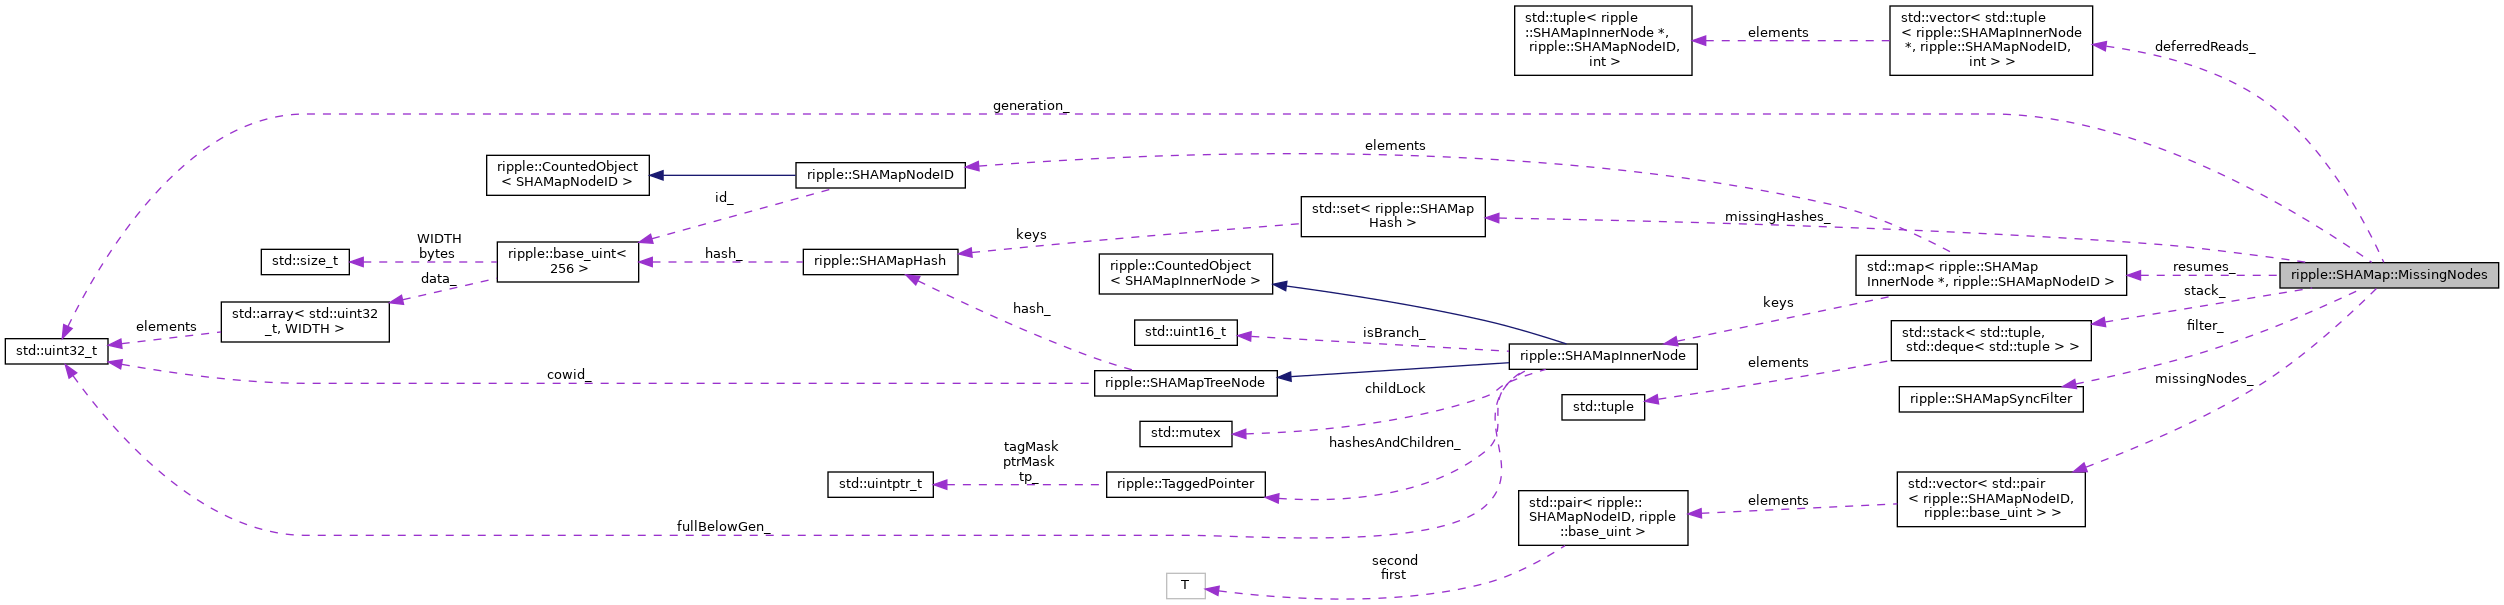 std::tuple< ripple
::SHAMapInnerNode *,
ripple::SHAMapNodeID,
int >
elements
std::vector< std::tuple
< ripple::SHAMapInnerNode
*, ripple::SHAMapNodeID,
int > >
deferredReads_
generation_
elements
ripple::CountedObject
< SHAMapNodeID >
ripple::SHAMapNodeID
id_
std::set< ripple::SHAMap
Hash >
missingHashes_
keys
WIDTH
bytes
std::size_t
ripple::base_uint<
256 >
hash_
ripple::SHAMapHash
data_
ripple::CountedObject
< SHAMapInnerNode >
std::map< ripple::SHAMap
InnerNode *, ripple::SHAMapNodeID >
resumes_
ripple::SHAMap::MissingNodes
stack_
keys
std::array< std::uint32
_t, WIDTH >
elements
hash_
std::uint16_t
isBranch_
std::stack< std::tuple,
std::deque< std::tuple > >
filter_
std::uint32_t
ripple::SHAMapInnerNode
elements
cowid_
ripple::SHAMapTreeNode
childLock
missingNodes_
std::tuple
ripple::SHAMapSyncFilter
std::mutex
hashesAndChildren_
tagMask
ptrMask
tp_
std::uintptr_t
ripple::TaggedPointer
std::vector< std::pair
< ripple::SHAMapNodeID,
ripple::base_uint > >
elements
std::pair< ripple::
SHAMapNodeID, ripple
::base_uint >
fullBelowGen_
second
first
T